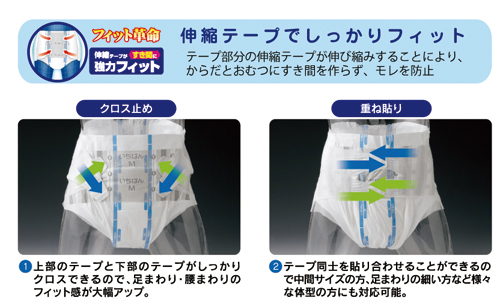 フィット革命
伸縮テープが すき間に
強力フィット
伸縮テープでしっかりフィット
テープ部分の伸縮テープが伸び縮みすることにより、
からだとおむつにすき間を作らず、モレを防止
クロス止め
重ね貼り
いちばん
M
いちばん
M
1 上部のテープと下部のテープがしっかり
クロスできるので、足まわり・腰まわりの
フィット感が大幅アップ。
2 テープ同士を貼り合わせることができるの
で中間サイズの方、足まわりの細い方など様々
な体型の方にも対応可能。